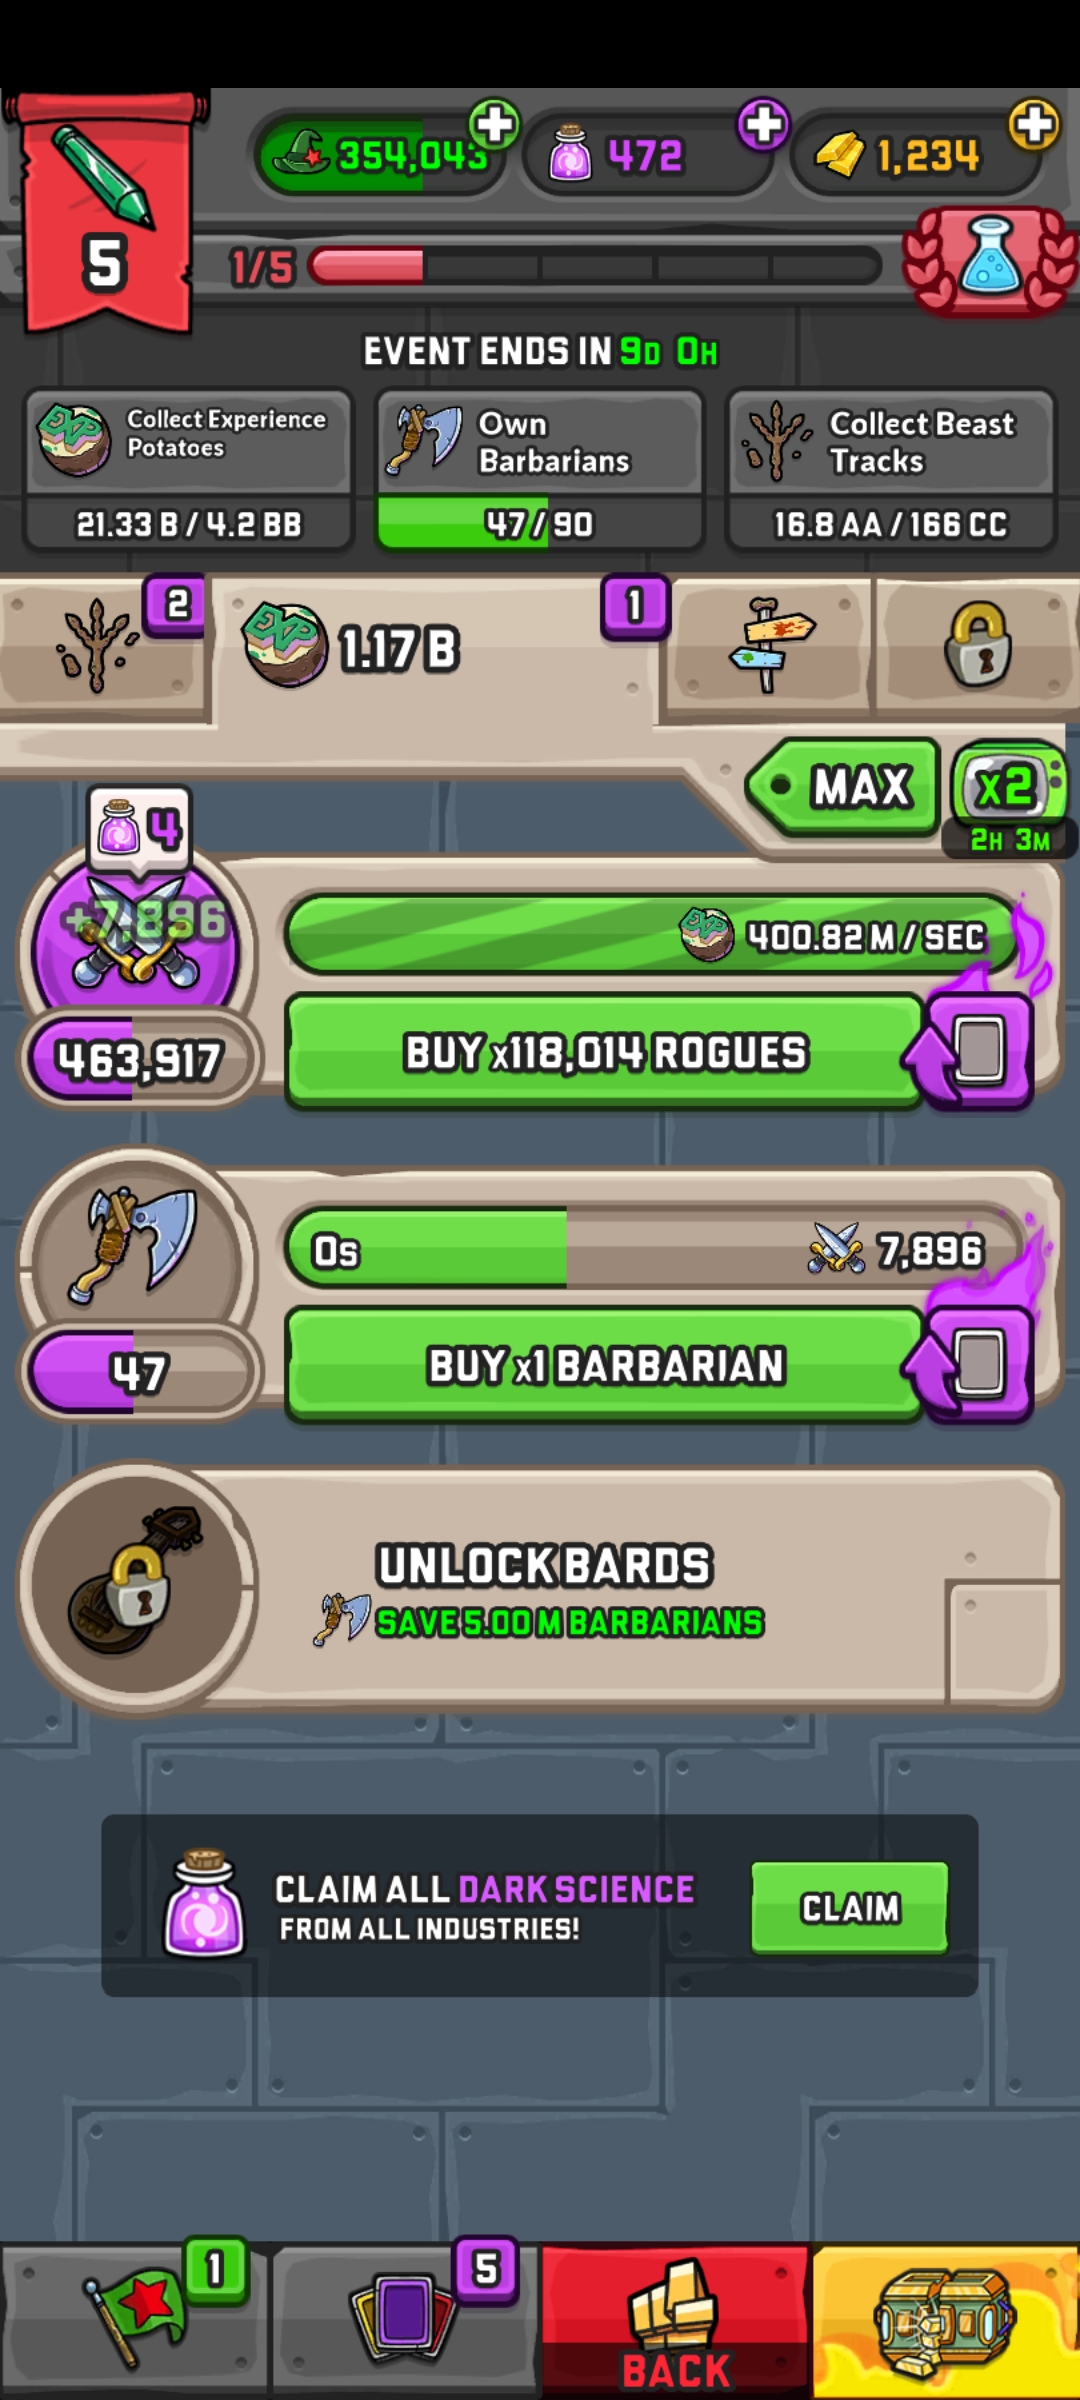 354,043
472
1,234
5
1/5
EVENT ENDS IN 9D 0H
EXP
Collect Experience
Potatoes
21.33 B / 4.2 BB
Own
Barbarians
47 / 90
Collect Beast
Tracks
16.8 AA / 166 CC
2
EXP
1.17 B
1
MAX
x2
2H 3M
4
+7,896
EXP
400.82 M / SEC
463,917
BUY x118,014 ROGUES
0s
7,896
47
BUY x1 BARBARIAN
UNLOCK BARDS
SAVE 5.00 M BARBARIANS
CLAIM ALL DARK SCIENCE
FROM ALL INDUSTRIES!
CLAIM
1
5
BACK